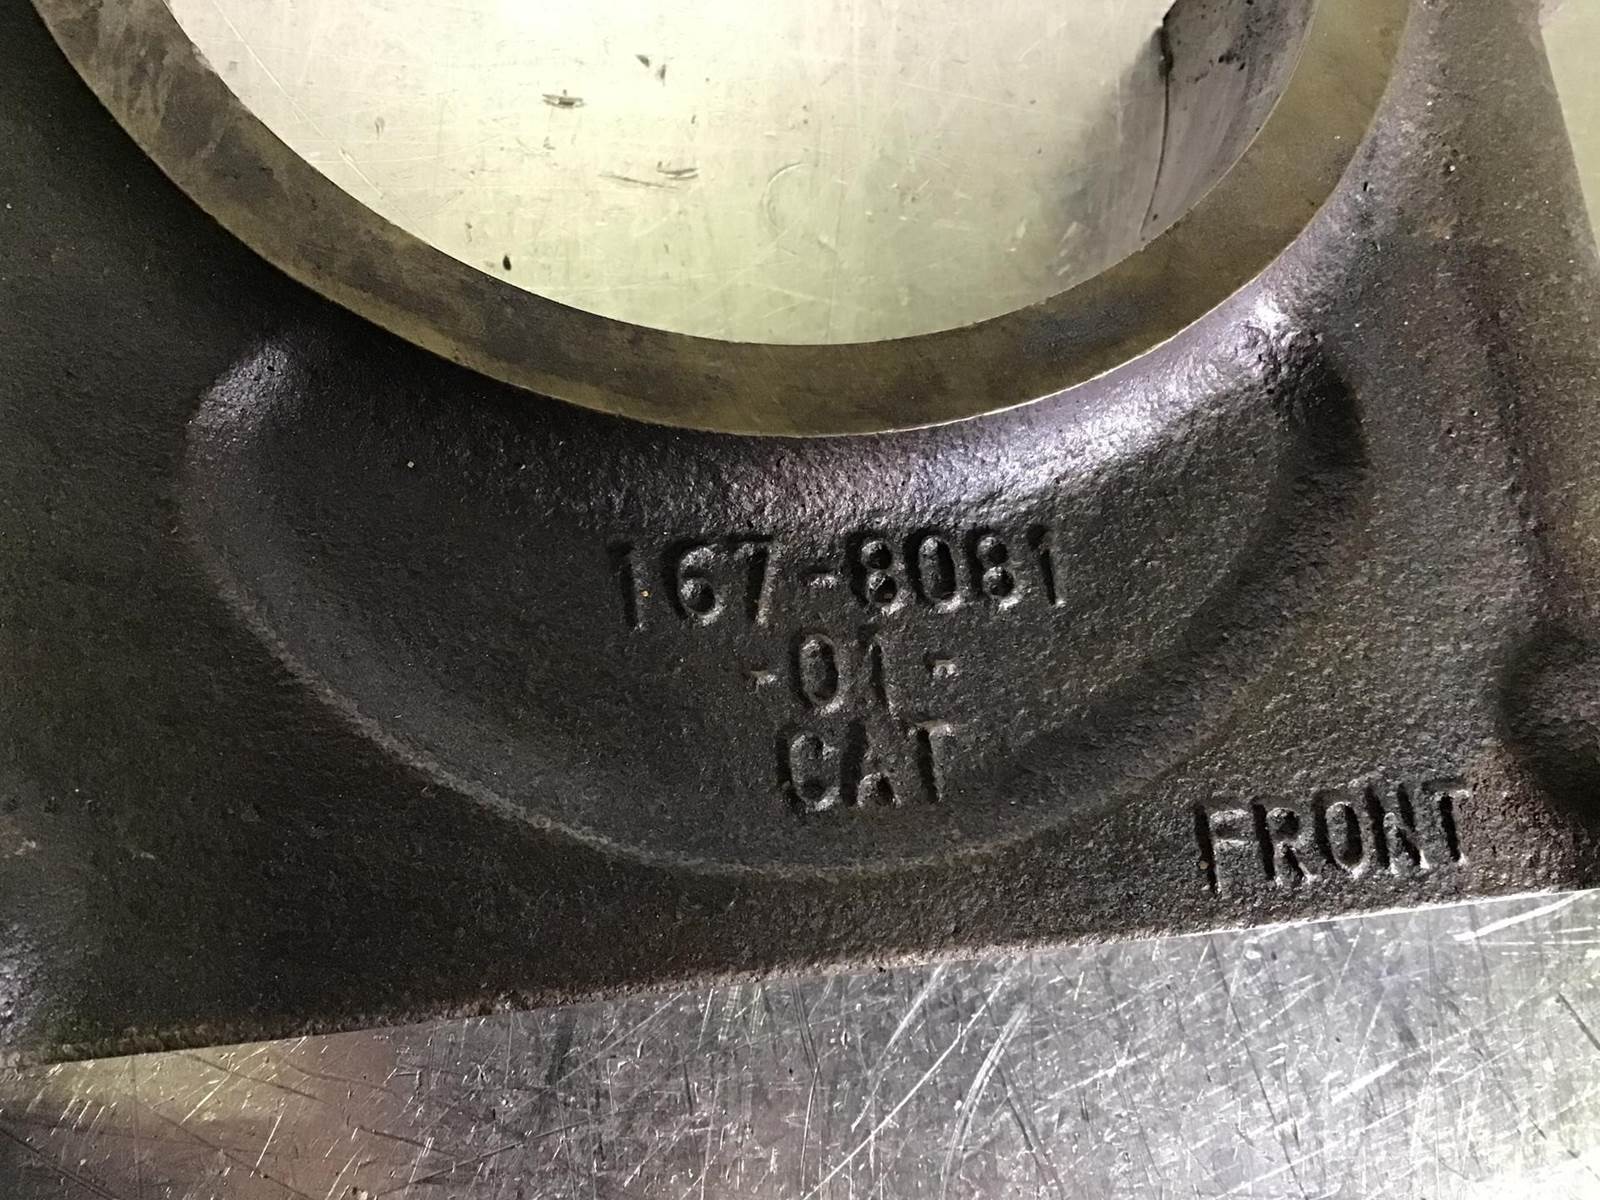 167-8081
-01-
CAT
FRONT